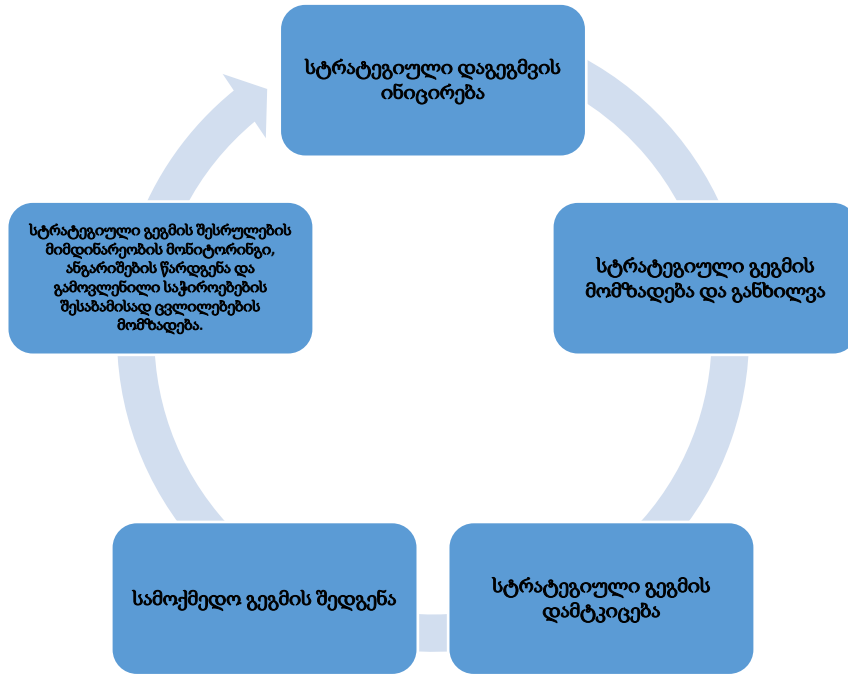 სტრატეგიული დაგეგმვის
ინიცირება
სტრატეგიული გეგმის
მომზადება და განხილვა
სტრატეგიული გეგმის
დამტკიცება
სამოქმედო გეგმის შედგენა
სტრატეგიული გეგმის შესრულების
მიმდინარეობის მონიტორინგი,
ანგარიშების წარდგენა და
გამოვლენილი საჭიროებების
შესაბამისად ცვლილებების
მომზადება.